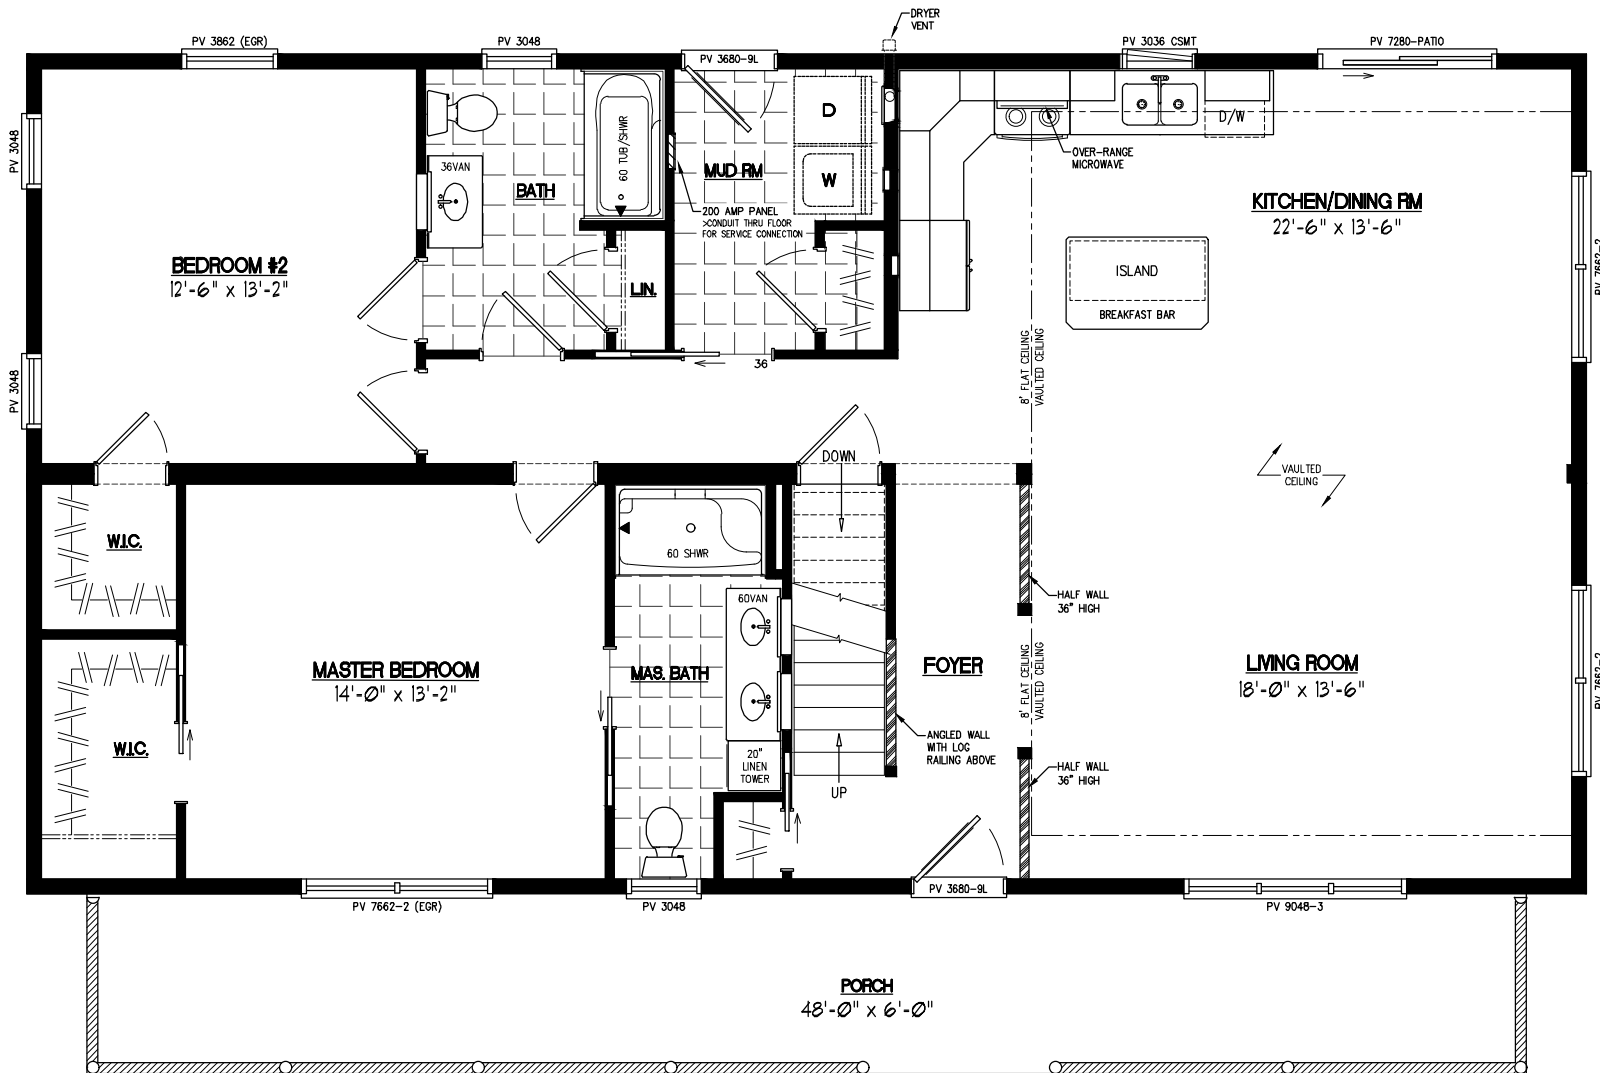 DRYER
VENT
PV 3862 (EGR)
PV 3048
PV 3680-9L
PV 3036 CSMT
PV 7280-PATIO
PV 3048
36VAN
BATH
60 TUB/SHWR
MUD RM
D
W
D/W
OVER-RANGE
MICROWAVE
200 AMP PANEL
>CONDUIT THRU FLOOR
FOR SERVICE CONNECTION
KITCHEN/DINING RM
22'-6" x 13'-6"
BEDROOM #2
12'-6" x 13'-2"
LIN.
ISLAND
BREAKFAST BAR
PV 7662-2
8' FLAT CEILING
VAULTED CEILING
36
PV 3048
DOWN
VAULTED
CEILING
W.I.C.
60 SHWR
60VAN
HALF WALL
36" HIGH
MASTER BEDROOM
14'-0" x 13'-2"
MAS. BATH
FOYER
8' FLAT CEILING
VAULTED CEILING
LIVING ROOM
18'-0" x 13'-6"
PV 7662-2
W.I.C.
20"
LINEN
TOWER
UP
ANGLED WALL
WITH LOG
RAILING ABOVE
HALF WALL
36" HIGH
PV 7662-2 (EGR)
PV 3048
PV 3680-9L
PV 9048-3
PORCH
48'-0" x 6'-0"